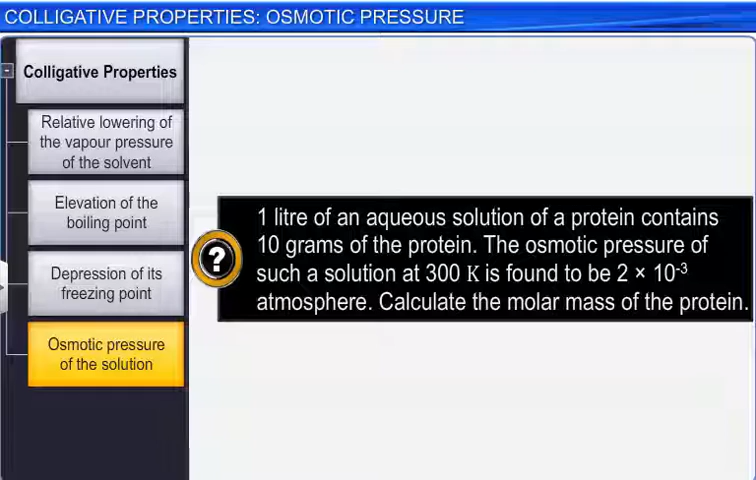 COLLIGATIVE PROPERTIES: OSMOTIC PRESSURE
Colligative Properties
Relative lowering of
the vapour pressure
of the solvent
Elevation of the
boiling point
Depression of its
freezing point
Osmotic pressure
of the solution
?
1 litre of an aqueous solution of a protein contains
10 grams of the protein. The osmotic pressure of
such a solution at 300 K is found to be 2 × 10⁻³
atmosphere. Calculate the molar mass of the protein.